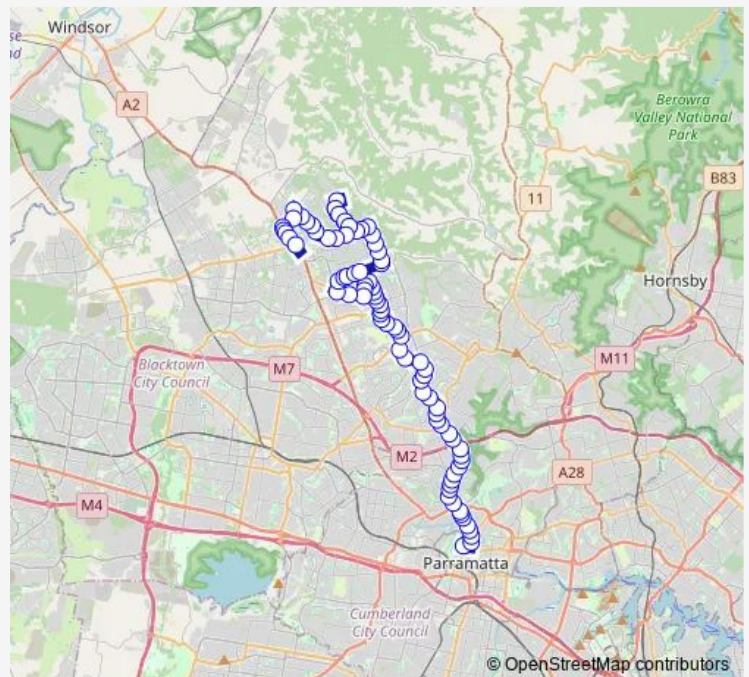 Windsor
A2
Berowra
Valley National
Park
B83
11
Hornsby
M11
Blacktown
City Council
M7
M2
A28
M4
Parramatta
Cumberland
City Council
© OpenStreetMap contributors